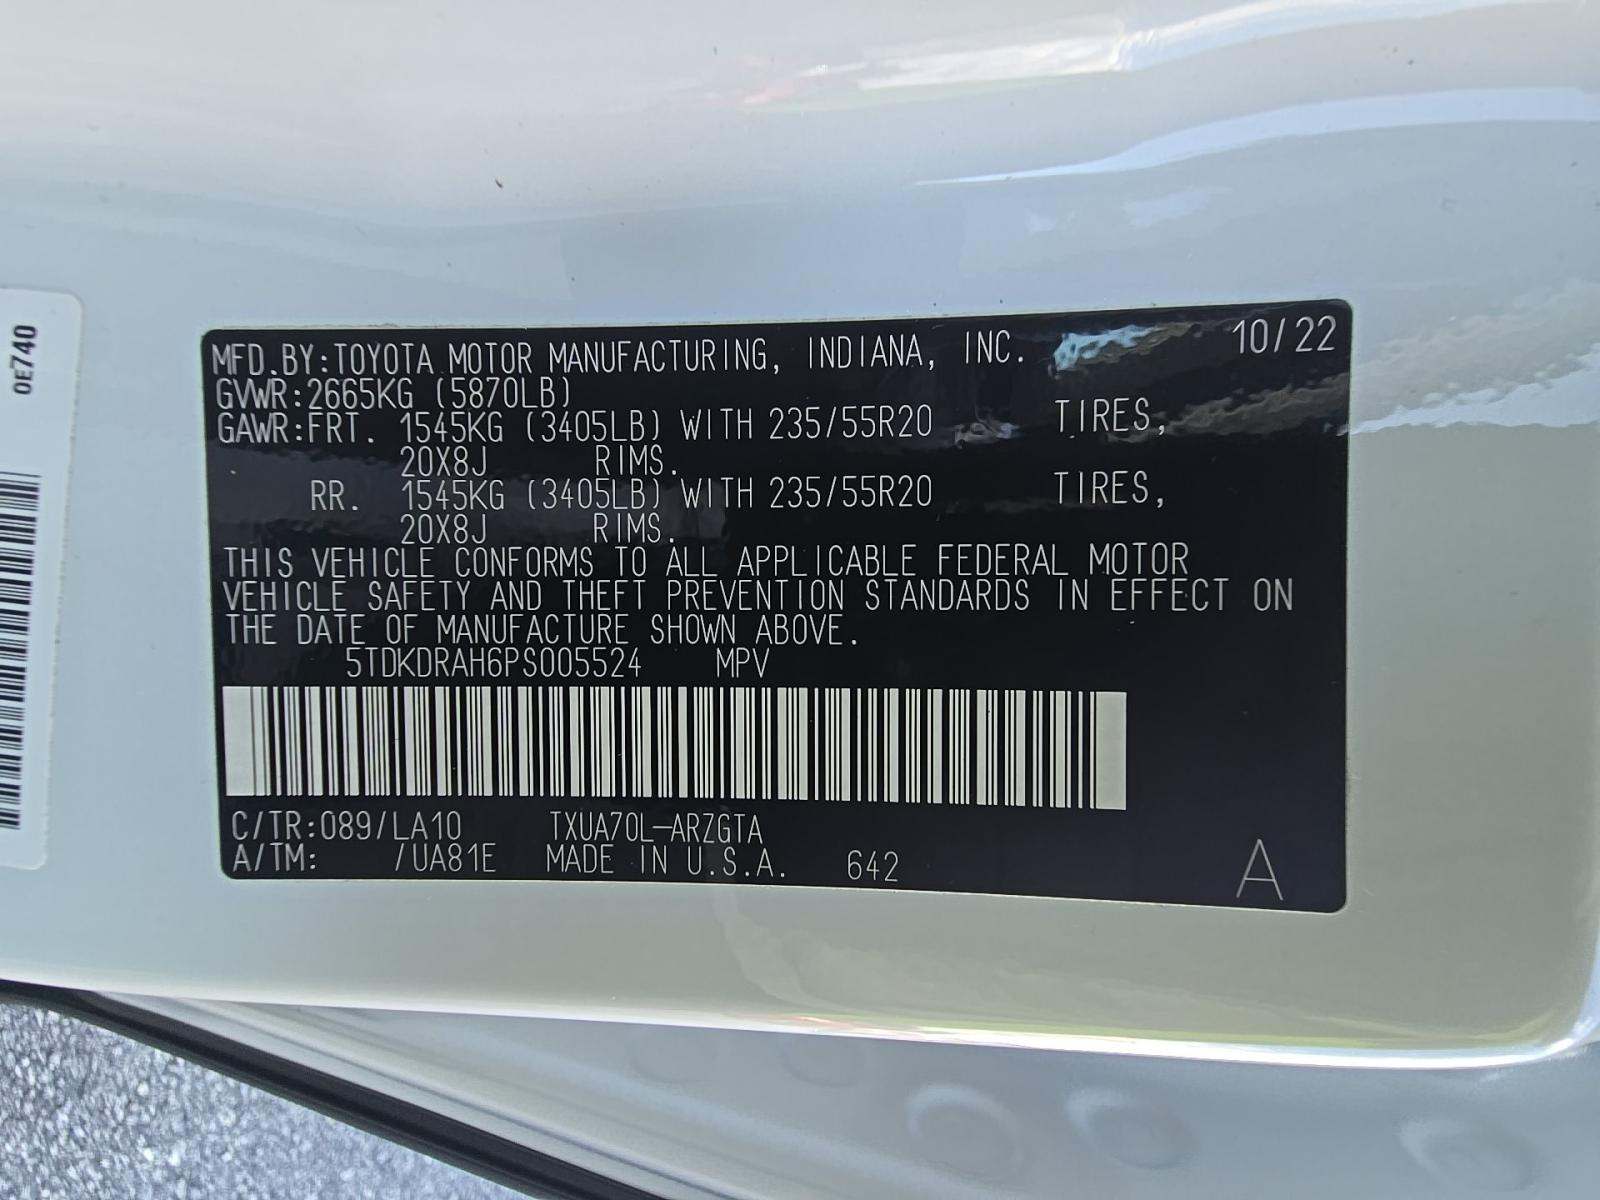 0E740
MFD.BY:TOYOTA MOTOR MANUFACTURING, INDIANA, INC. 10/22
GVWR:2665KG (5870LB)
GAWR:FRT. 1545KG (3405LB) WITH 235/55R20 TIRES,
20X8J RIMS.
RR. 1545KG (3405LB) WITH 235/55R20 TIRES,
20X8J RIMS.
THIS VEHICLE CONFORMS TO ALL APPLICABLE FEDERAL MOTOR
VEHICLE SAFETY AND THEFT PREVENTION STANDARDS IN EFFECT ON
THE DATE OF MANUFACTURE SHOWN ABOVE.
5TDKDRAH6PS005524 MPV
C/TR:089/LA10 TXUA70L-ARZGTA
A/TM: /UA81E MADE IN U.S.A. 642 A